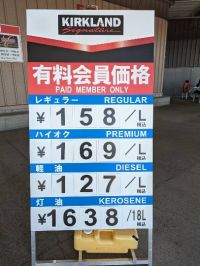 KIRKLAND
Signature
有料会員価格
PAID MEMBER ONLY
レギュラー REGULAR
¥158/L 税込
ハイオク PREMIUM
¥169/L 税込
軽油 DIESEL
¥127/L 税込
灯油 KEROSENE
¥1638/18L 税込